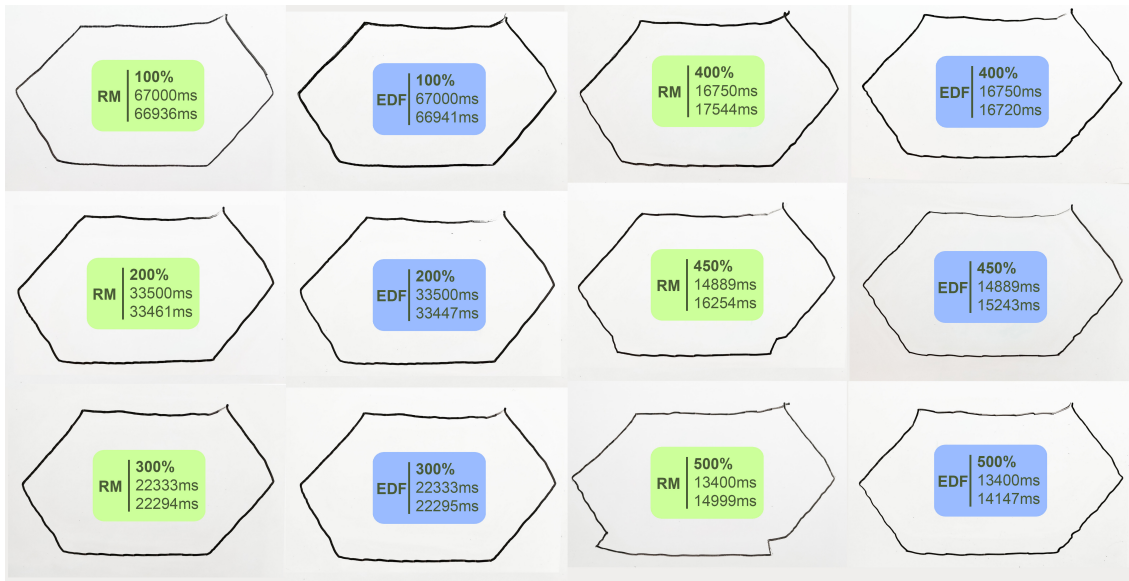 RM
100%
67000ms
66936ms
EDF
100%
67000ms
66941ms
RM
400%
16750ms
17544ms
EDF
400%
16750ms
16720ms
RM
200%
33500ms
33461ms
EDF
200%
33500ms
33447ms
RM
450%
14889ms
16254ms
EDF
450%
14889ms
15243ms
RM
300%
22333ms
22294ms
EDF
300%
22333ms
22295ms
RM
500%
13400ms
14999ms
EDF
500%
13400ms
14147ms